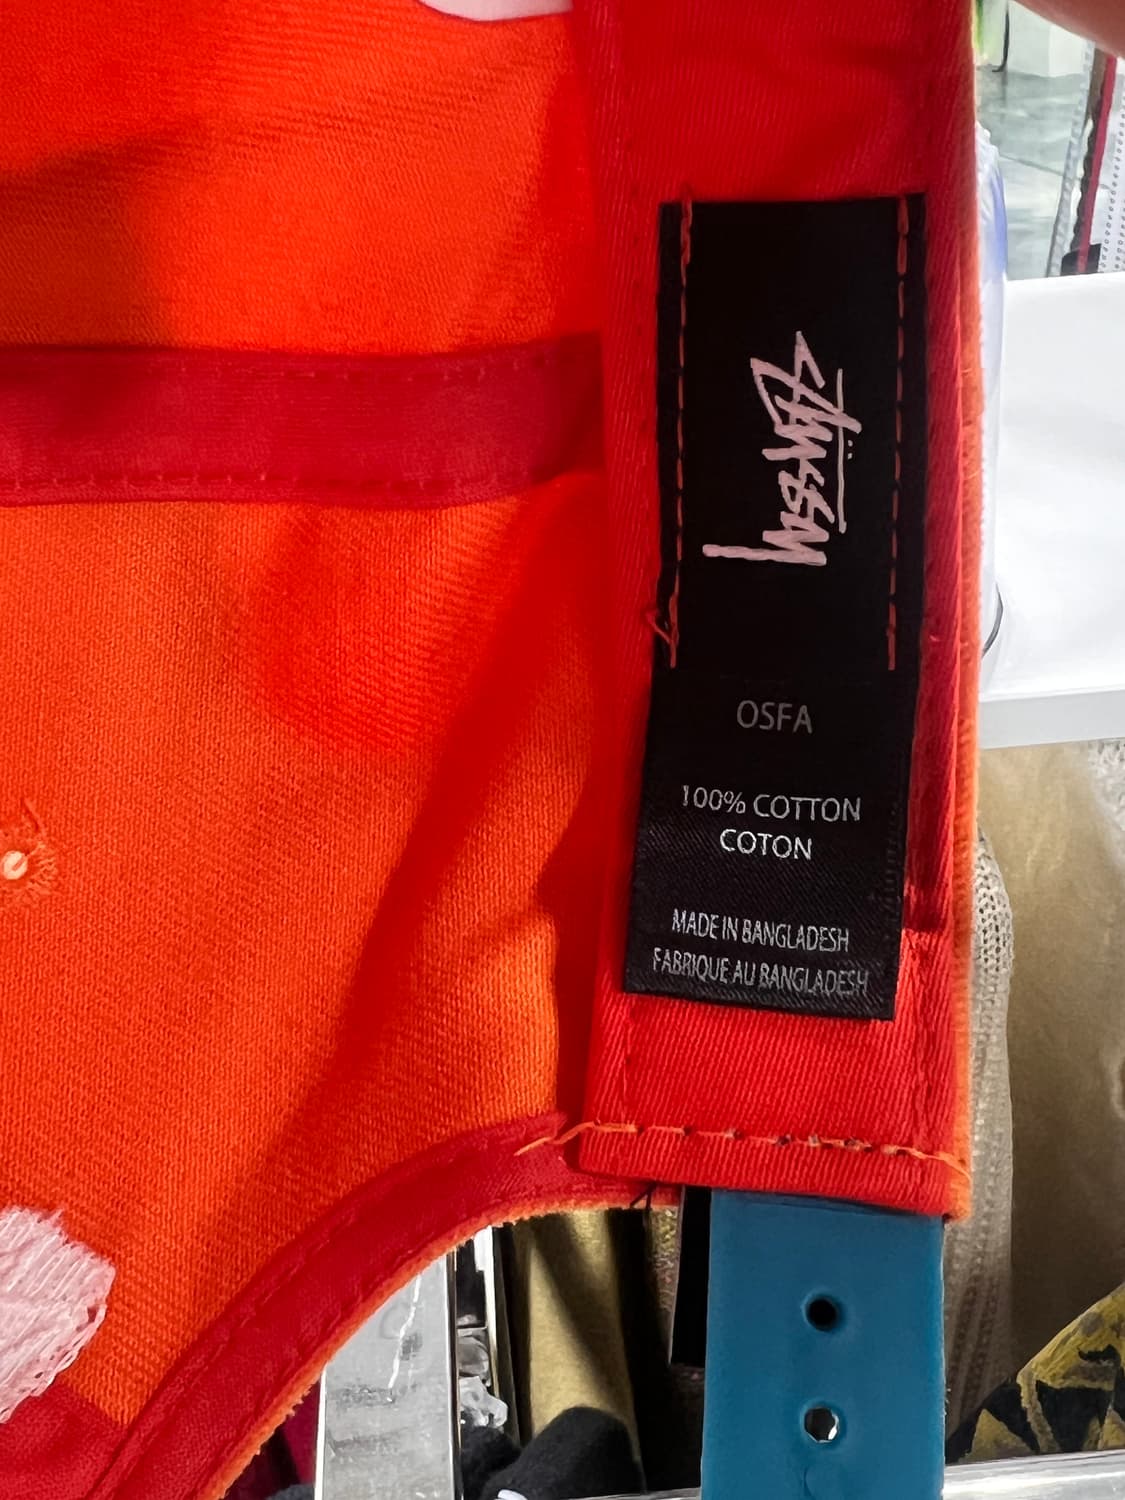 STÜSSY
OSFA
100% COTTON
COTON
MADE IN BANGLADESH
FABRIQUE AU BANGLADESH